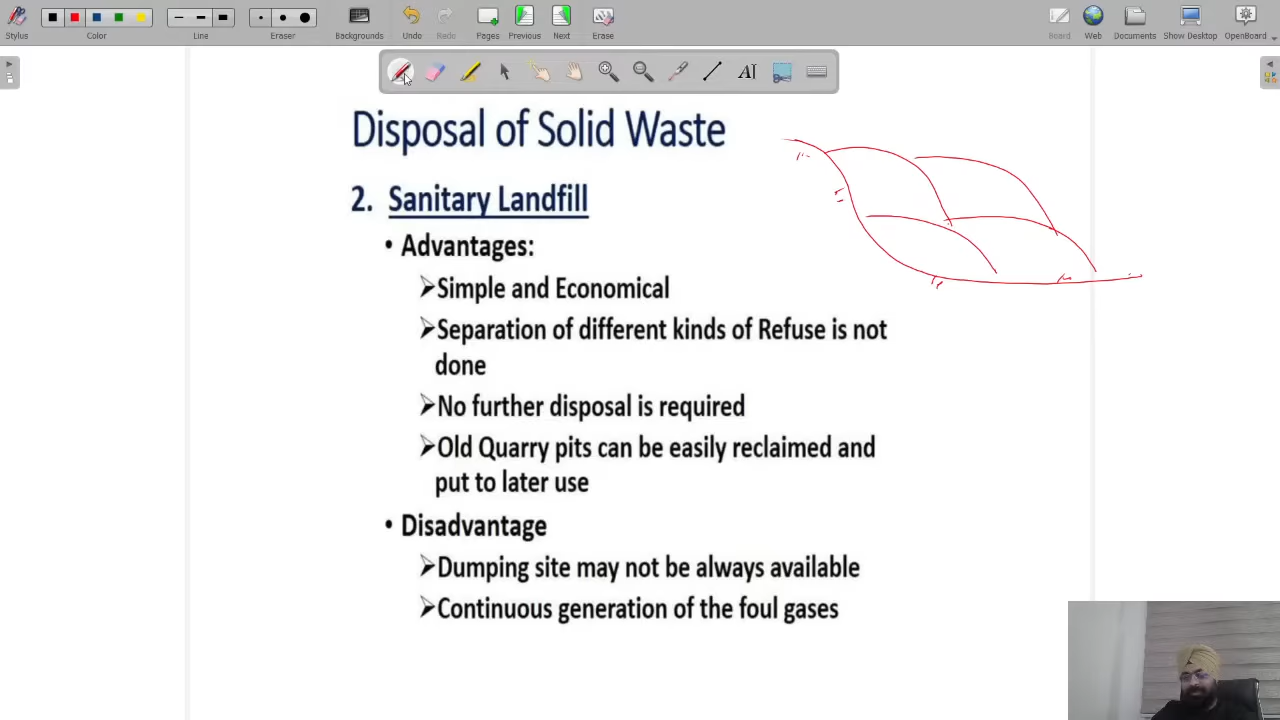 Stylus
Color
Line
Eraser
Backgrounds
Undo
Redo
Pages
Previous
Next
Erase
Board
Web
Documents
Show Desktop
OpenBoard
Disposal of Solid Waste
2. Sanitary Landfill
• Advantages:
➢Simple and Economical
➢Separation of different kinds of Refuse is not
done
➢No further disposal is required
➢Old Quarry pits can be easily reclaimed and
put to later use
• Disadvantage
➢Dumping site may not be always available
➢Continuous generation of the foul gases